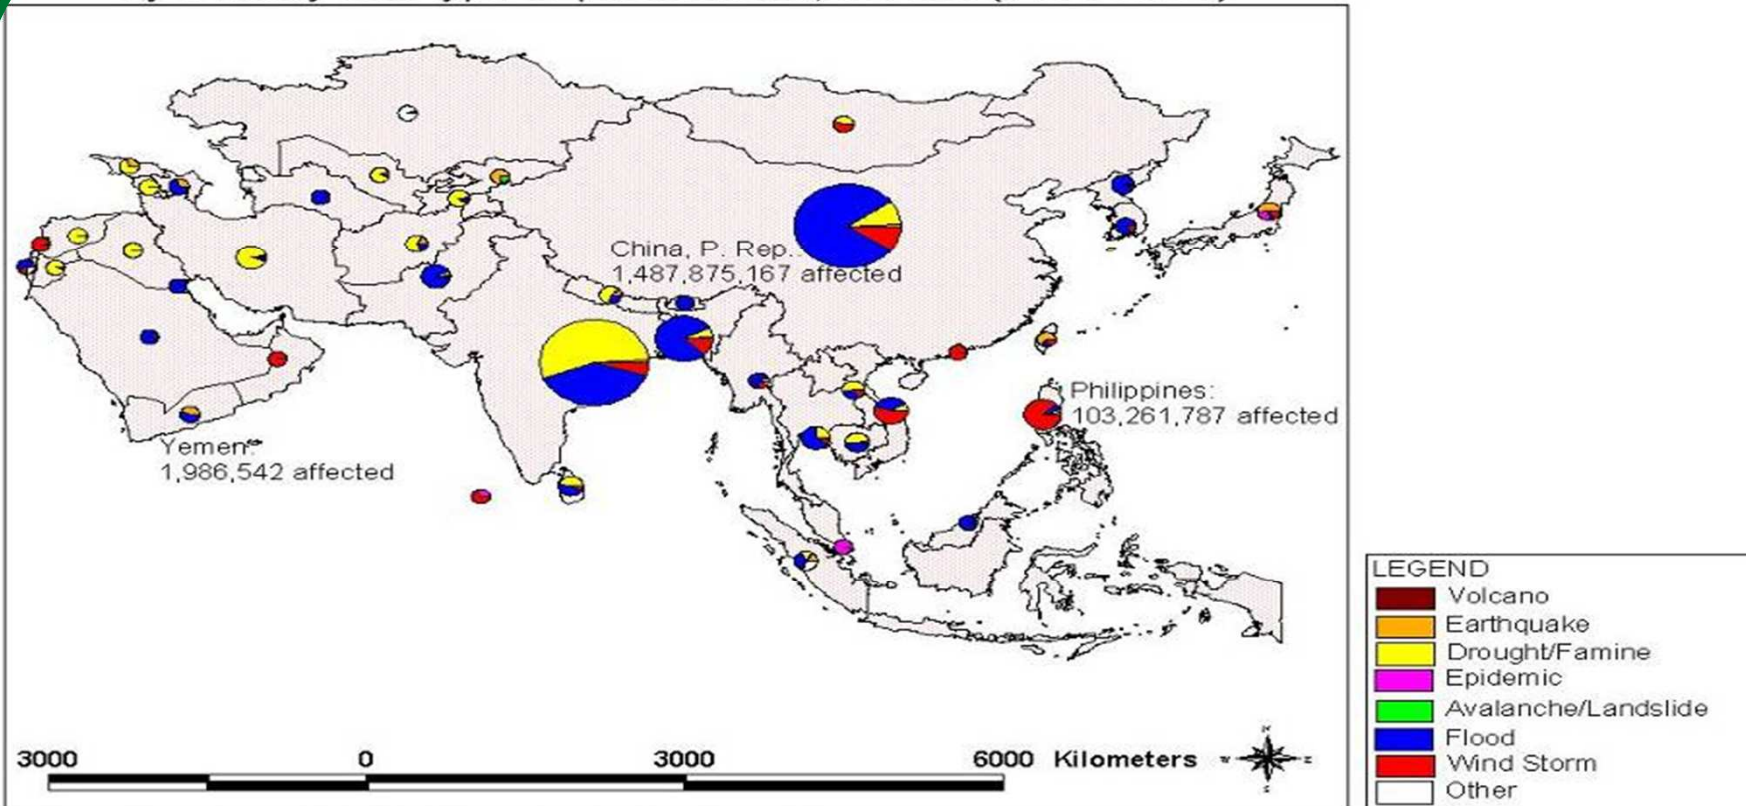 China, P. Rep..
1,487,875,167 affected
Philippines:
103,261,787 affected
Yemen:
1,986,542 affected
3000 0 3000 6000 Kilometers
LEGEND
Volcano
Earthquake
Drought/Famine
Epidemic
Avalanche/Landslide
Flood
Wind Storm
Other